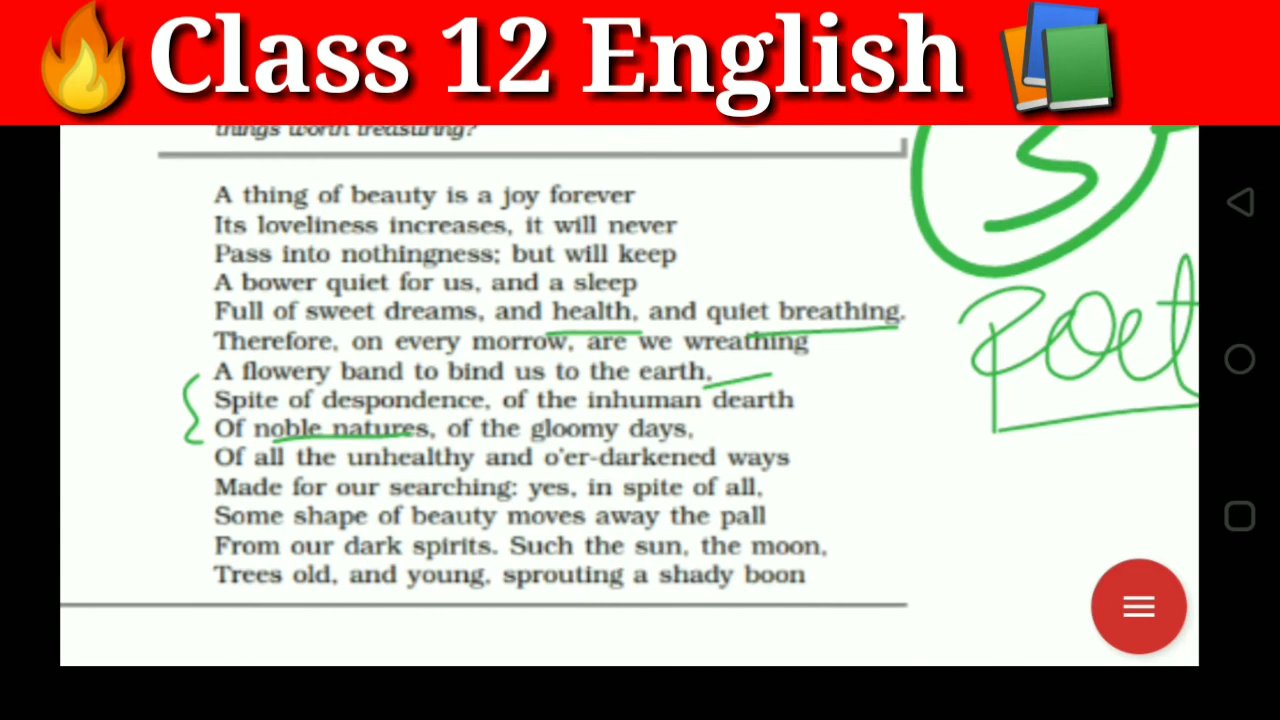 Class 12 English
things worth treasuring?
3
A thing of beauty is a joy forever
Its loveliness increases, it will never
Pass into nothingness; but will keep
A bower quiet for us, and a sleep
Full of sweet dreams, and health, and quiet breathing.
Therefore, on every morrow, are we wreathing
A flowery band to bind us to the earth,
Spite of despondence, of the inhuman dearth
Of noble natures, of the gloomy days,
Of all the unhealthy and o'er-darkened ways
Made for our searching: yes, in spite of all,
Some shape of beauty moves away the pall
From our dark spirits. Such the sun, the moon,
Trees old, and young, sprouting a shady boon
Poet